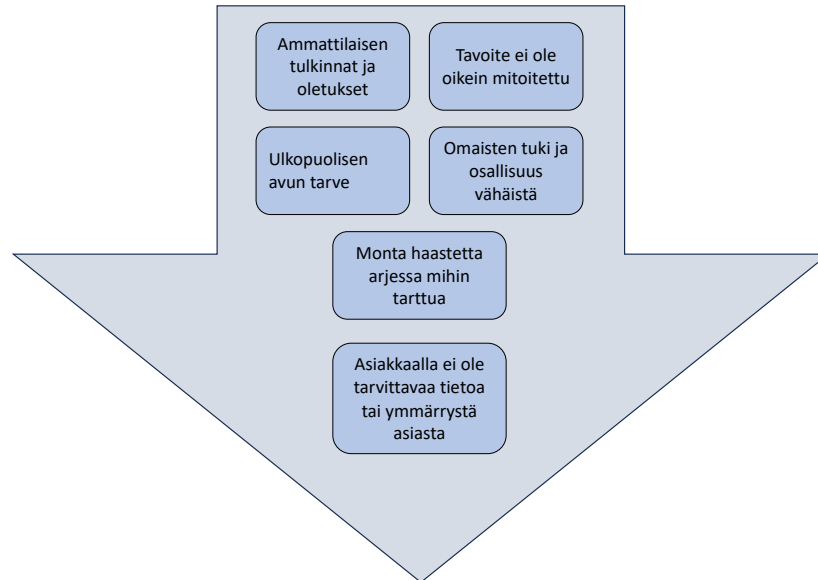 Ammattilaisen
tulkinnat ja
oletukset
Tavoite ei ole
oikein mitoitettu
Ulkopuolisen
avun tarve
Omaisten tuki ja
osallisuus
vähäistä
Monta haastetta
arjessa mihin
tarttua
Asiakkaalla ei ole
tarvittavaa tietoa
tai ymmärrystä
asiasta